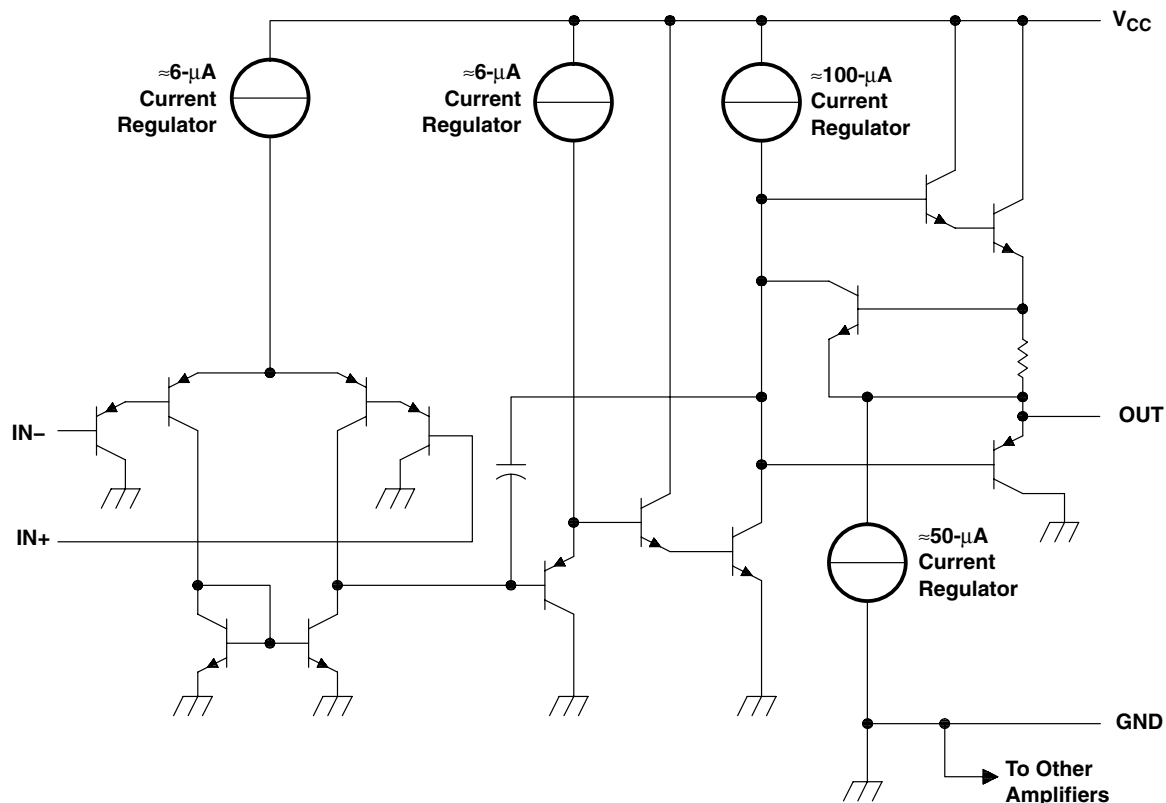 V_CC
≈6-μA
Current
Regulator
≈6-μA
Current
Regulator
≈100-μA
Current
Regulator
IN−
OUT
IN+
≈50-μA
Current
Regulator
GND
To Other
Amplifiers